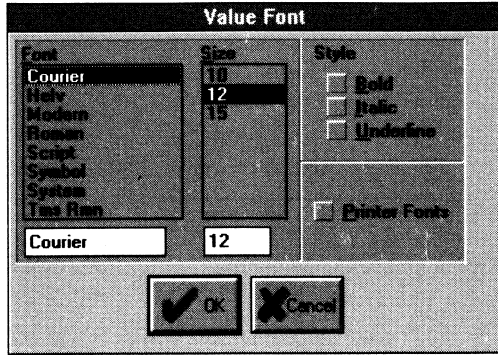 Value Font
Font
Courier
Helv
Modern
Roman
Script
Symbol
System
Tms Rmn
Courier
Size
10
12
15
12
Style
Bold
Italic
Underline
Printer Fonts
OK
Cancel